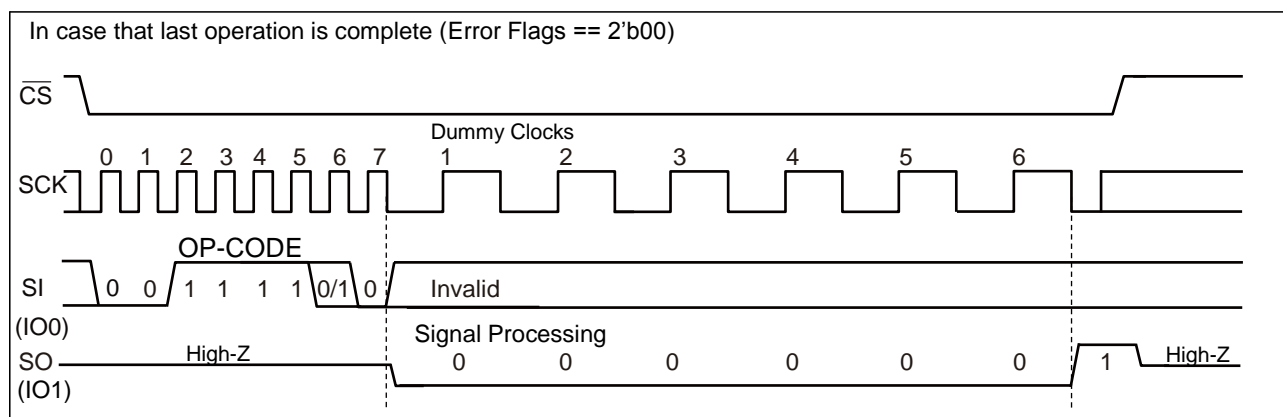 In case that last operation is complete (Error Flags == 2'b00)
CS
Dummy Clocks
0 1 2 3 4 5 6 7 1 2 3 4 5 6
SCK
OP-CODE
SI 0 0 1 1 1 1 0/1 0 Invalid
(IO0)
Signal Processing
SO High-Z 0 0 0 0 0 0 1 High-Z
(IO1)